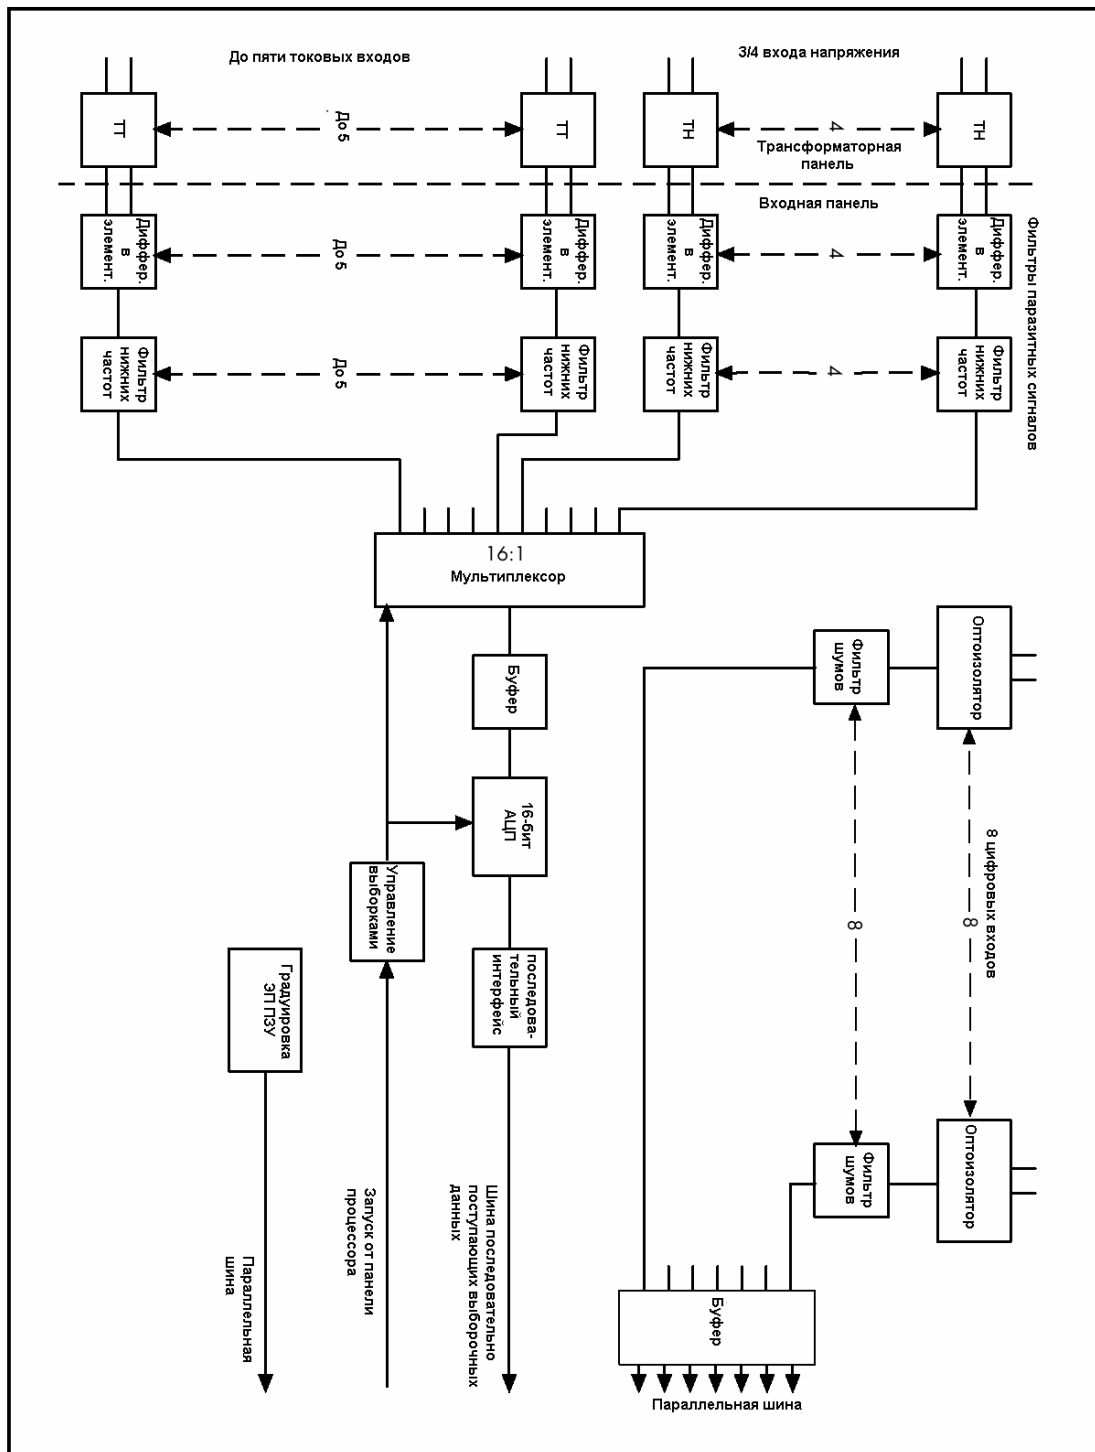 До пяти токовых входов
3/4 входа напряжения
ТТ
До 5
ТТ
ТН
4
ТН
Трансформаторная
панель
Входная панель
Диффер.
в
элемент.
До 5
Диффер.
в
элемент.
Диффер.
в
элемент.
4
Диффер.
в
элемент.
Фильтры паразитных сигналов
Фильтр
нижних
частот
До 5
Фильтр
нижних
частот
Фильтр
нижних
частот
4
Фильтр
нижних
частот
16:1
Мультиплексор
Буфер
16-бит
АЦП
Управление
выборками
последова-
тельный
интерфейс
Градуировка
ЭП ПЗУ
Оптоизолятор
Фильтр
шумов
8 цифровых входов
8
8
Оптоизолятор
Фильтр
шумов
Буфер
Параллельная шина
Шина последовательно
поступающих выборочных
данных
Запуск от панели
процессора
Параллельная
шина